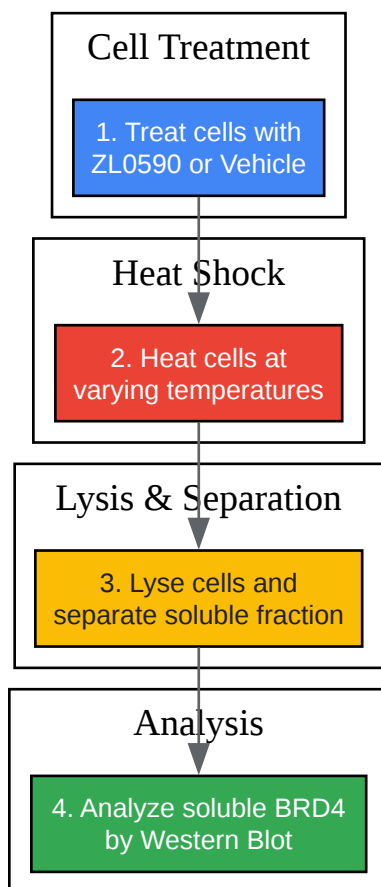 Cell Treatment
1. Treat cells with
ZL0590 or Vehicle
Heat Shock
2. Heat cells at
varying temperatures
Lysis & Separation
3. Lyse cells and
separate soluble fraction
Analysis
4. Analyze soluble BRD4
by Western Blot